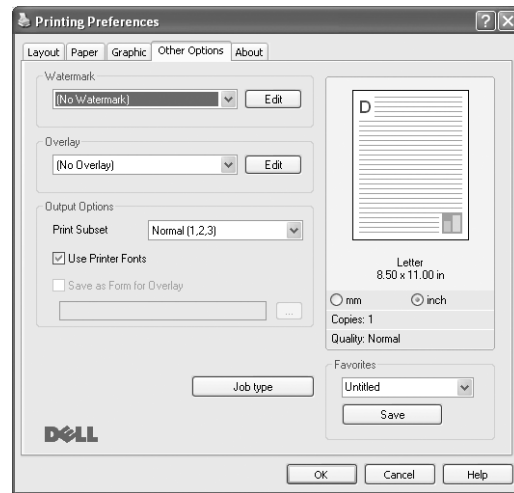 Printing Preferences
Layout Paper Graphic Other Options About
Watermark
(No Watermark)
Edit
Overlay
(No Overlay)
Edit
Output Options
Print Subset Normal (1,2,3)
Use Printer Fonts
Save as Form for Overlay
...
Job type
DELL
D
Letter
8.50 x 11.00 in
mm inch
Copies: 1
Quality: Normal
Favorites
Untitled
Save
OK Cancel Help